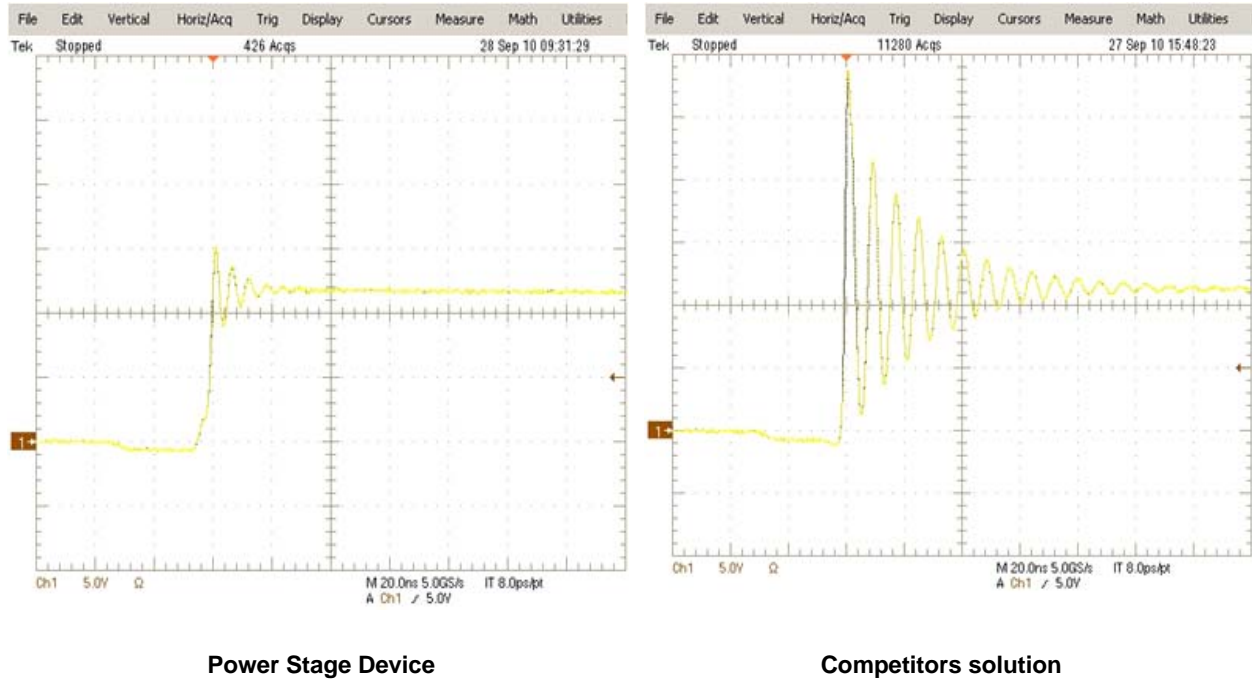 File Edit Vertical Horiz/Acq Trig Display Cursors Measure Math Utilities
Tek Stopped 426 Acqs 28 Sep 10 09:31:29
1
Ch1 5.0V Ω M 20.0ns 5.0GS/s IT 8.0ps/pt
A Ch1 / 5.0V
Power Stage Device
File Edit Vertical Horiz/Acq Trig Display Cursors Measure Math Utilities
Tek Stopped 11280 Acqs 27 Sep 10 15:48:23
1
Ch1 5.0V Ω M 20.0ns 5.0GS/s IT 8.0ps/pt
A Ch1 / 5.0V
Competitors solution